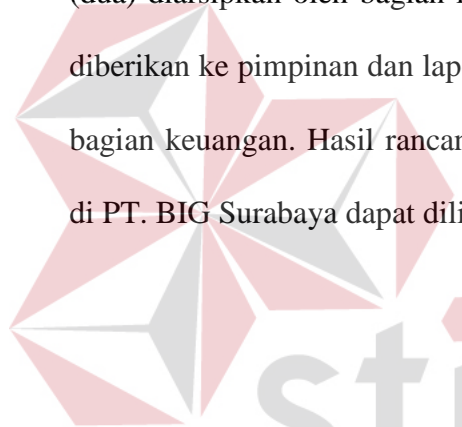 (dua) diarsipkan oleh bagian
diberikan ke pimpinan dan lap
bagian keuangan. Hasil rancan
di PT. BIG Surabaya dapat dili
sti